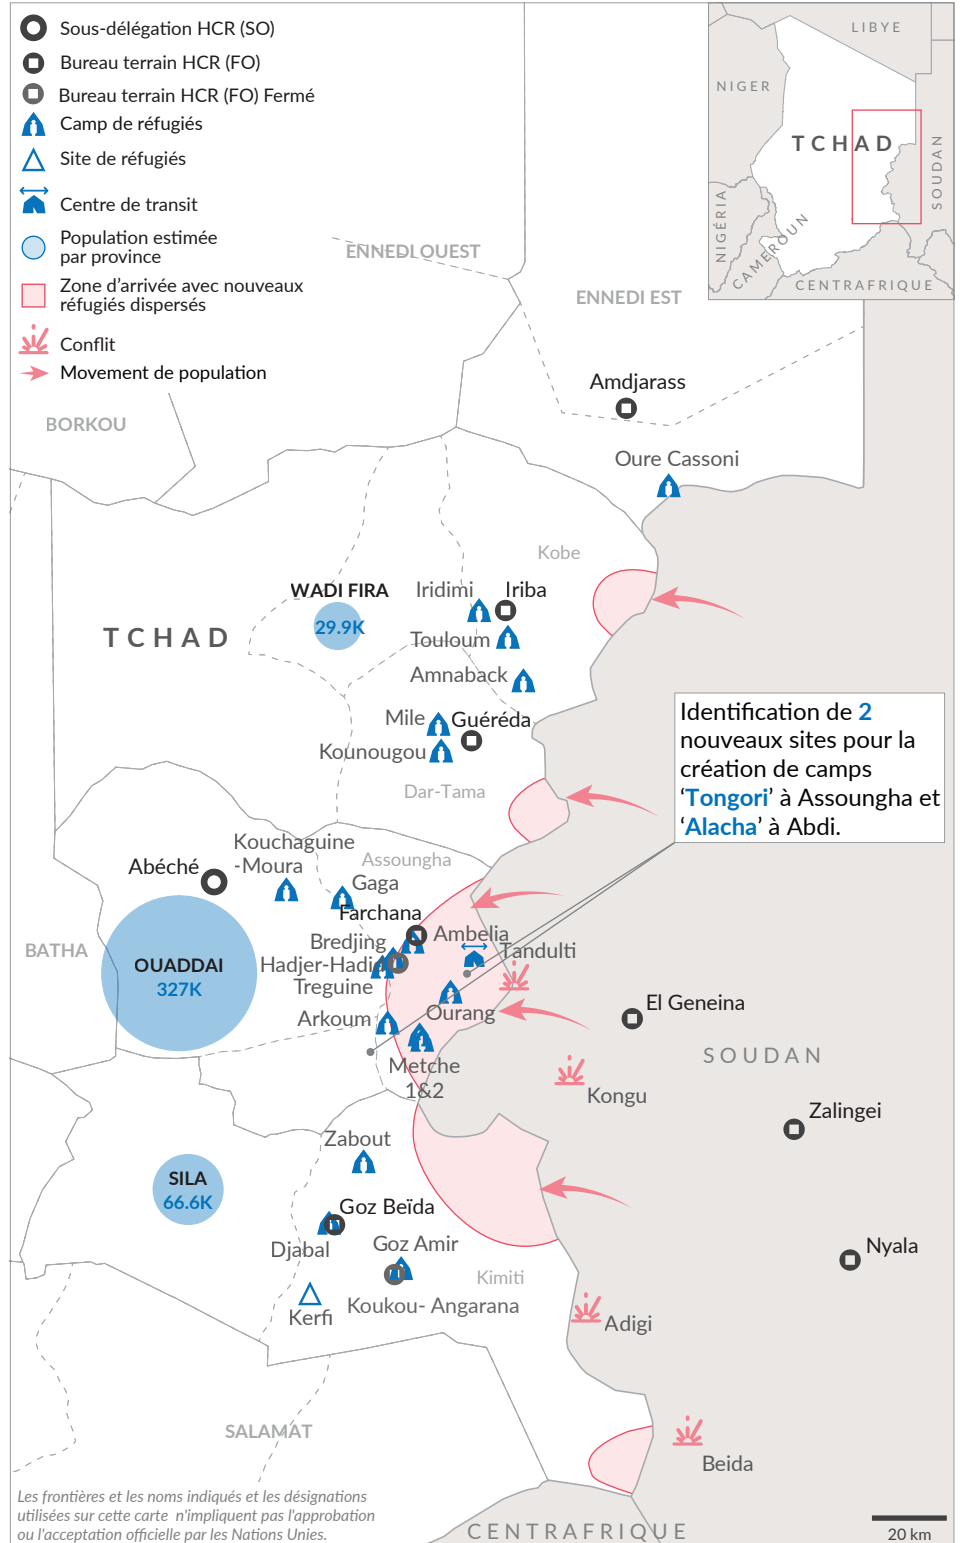 Sous-délégation HCR (SO)
Bureau terrain HCR (FO)
Bureau terrain HCR (FO) Fermé
Camp de réfugiés
Site de réfugiés
Centre de transit
Population estimée
par province
Zone d'arrivée avec nouveaux
réfugiés dispersés
Conflit
Movement de population
LIBYE
NIGER
TCHAD
SOUDAN
NIGÉRIA
CAMEROUN
CENTRAFRIQUE
ENNEDI OUEST
ENNEDI EST
BORKOU
Amdjarass
Oure Cassoni
Kobe
WADI FIRA
29.9K
Iridimi
Iriba
TCHAD
Touloum
Amnaback
Mile
Guéréda
Kounougou
Dar-Tama
Identification de 2
nouveaux sites pour la
création de camps
‘Tongori’ à Assoungha et
‘Alacha’ à Abdi.
Kouchaguine
-Moura
Assoungha
Abéché
Gaga
Farchana
Ambelia
BATHA
Bredjing
Tandulti
OUADDAI
327K
Hadjer-Hadid
Treguine
Arkoum
Ourang
El Geneina
SOUDAN
Metche
1&2
Kongu
Zalingei
Zabout
SILA
66.6K
Goz Beïda
Djabal
Goz Amir
Nyala
Kimiti
Kerfi
Koukou- Angarana
Adigi
SALAMAT
Beida
Les frontières et les noms indiqués et les désignations
utilisées sur cette carte n'impliquent pas l'approbation
ou l'acceptation officielle par les Nations Unies.
CENTRAFRIQUE
20 km